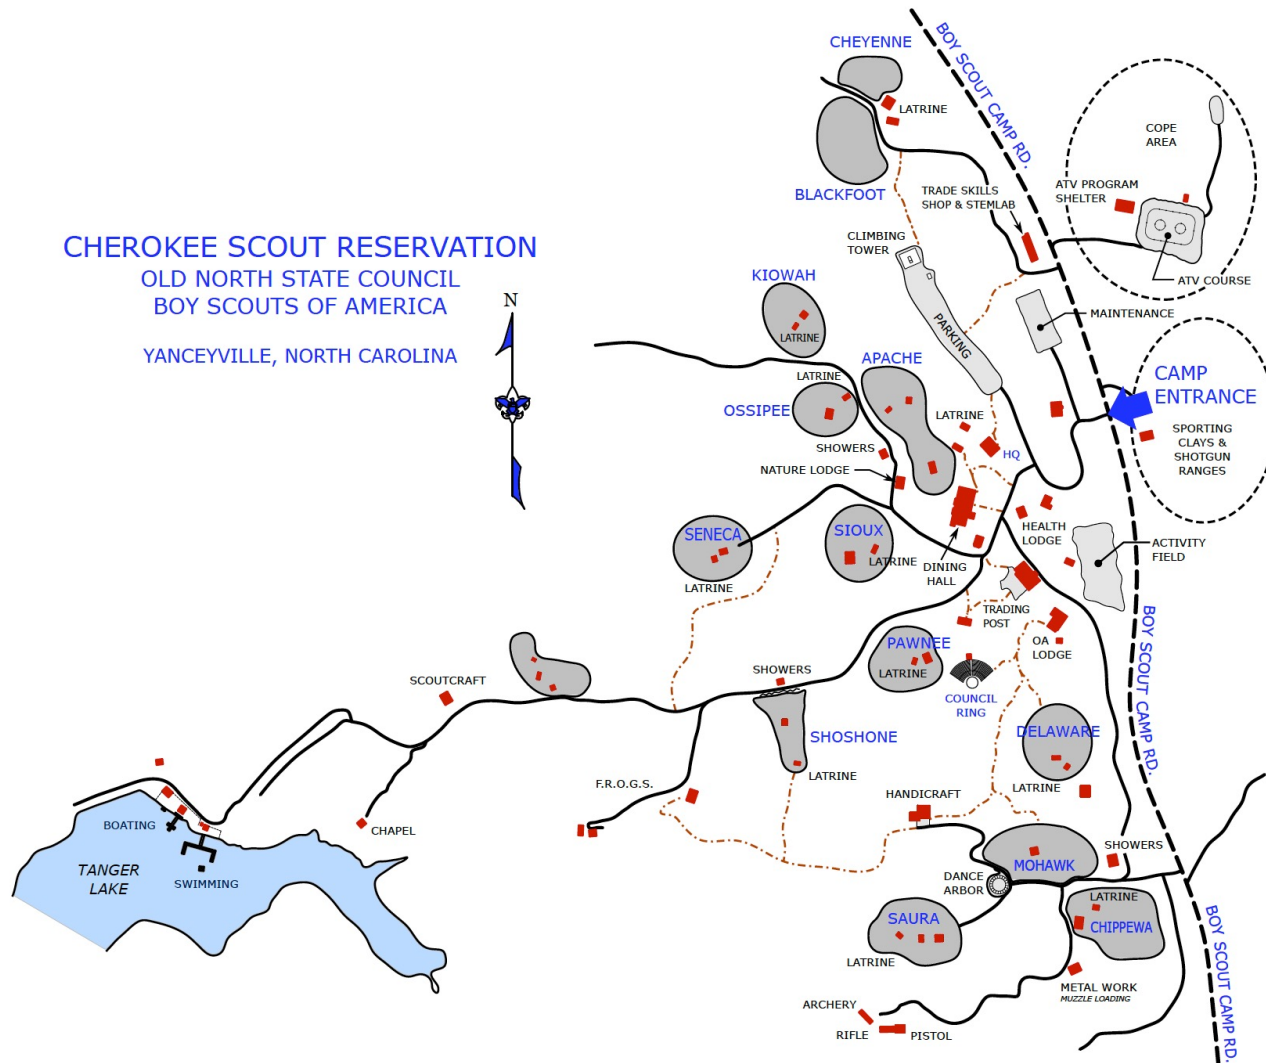 CHEROKEE SCOUT RESERVATION
OLD NORTH STATE COUNCIL
BOY SCOUTS OF AMERICA
YANCEYVILLE, NORTH CAROLINA
N
CHEYENNE
LATRINE
BLACKFOOT
BOY SCOUT CAMP RD.
COPE
AREA
ATV PROGRAM
SHELTER
ATV COURSE
TRADE SKILLS
SHOP & STEMLAB
CLIMBING
TOWER
PARKING
MAINTENANCE
KIOWAH
LATRINE
APACHE
LATRINE
OSSIPEE
SHOWERS
NATURE LODGE
LATRINE
HQ
CAMP
ENTRANCE
SPORTING
CLAYS &
SHOTGUN
RANGES
SENECA
LATRINE
SIOUX
LATRINE
DINING
HALL
HEALTH
LODGE
ACTIVITY
FIELD
TRADING
POST
OA
LODGE
BOY SCOUT CAMP RD.
PAWNEE
LATRINE
COUNCIL
RING
SHOWERS
SCOUTCRAFT
SHOSHONE
LATRINE
DELAWARE
LATRINE
F.R.O.G.S.
HANDICRAFT
CHAPEL
BOATING
SWIMMING
TANGER
LAKE
MOHAWK
SHOWERS
DANCE
ARBOR
SAURA
LATRINE
LATRINE
CHIPPEWA
METAL WORK
MUZZLE LOADING
ARCHERY
RIFLE
PISTOL
BOY SCOUT CAMP RD.